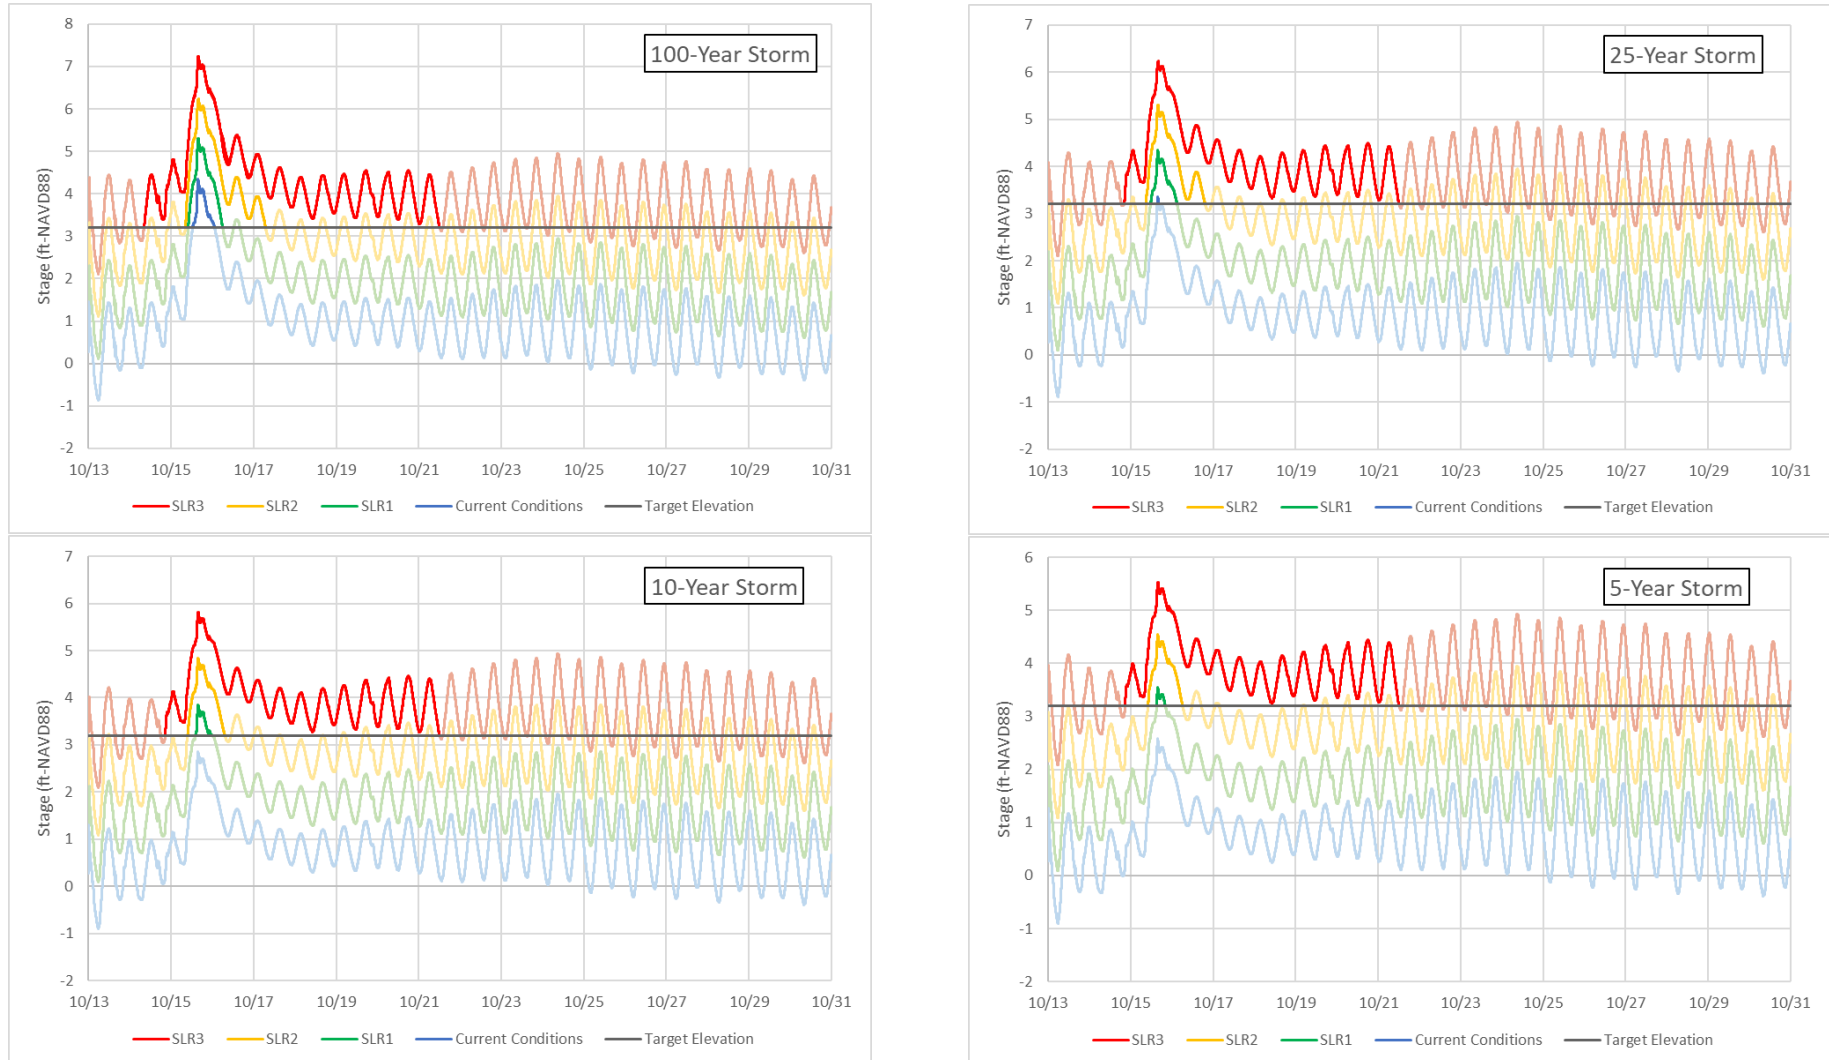 8
7
6
5
4
3
2
1
0
-1
-2
Stage (ft-NAVD88)
100-Year Storm
10/13 10/15 10/17 10/19 10/21 10/23 10/25 10/27 10/29 10/31
SLR3 SLR2 SLR1 Current Conditions Target Elevation
7
6
5
4
3
2
1
0
-1
-2
Stage (ft-NAVD88)
25-Year Storm
10/13 10/15 10/17 10/19 10/21 10/23 10/25 10/27 10/29 10/31
SLR3 SLR2 SLR1 Current Conditions Target Elevation
7
6
5
4
3
2
1
0
-1
-2
Stage (ft-NAVD88)
10-Year Storm
10/13 10/15 10/17 10/19 10/21 10/23 10/25 10/27 10/29 10/31
SLR3 SLR2 SLR1 Current Conditions Target Elevation
6
5
4
3
2
1
0
-1
-2
Stage (ft-NAVD88)
5-Year Storm
10/13 10/15 10/17 10/19 10/21 10/23 10/25 10/27 10/29 10/31
SLR3 SLR2 SLR1 Current Conditions Target Elevation